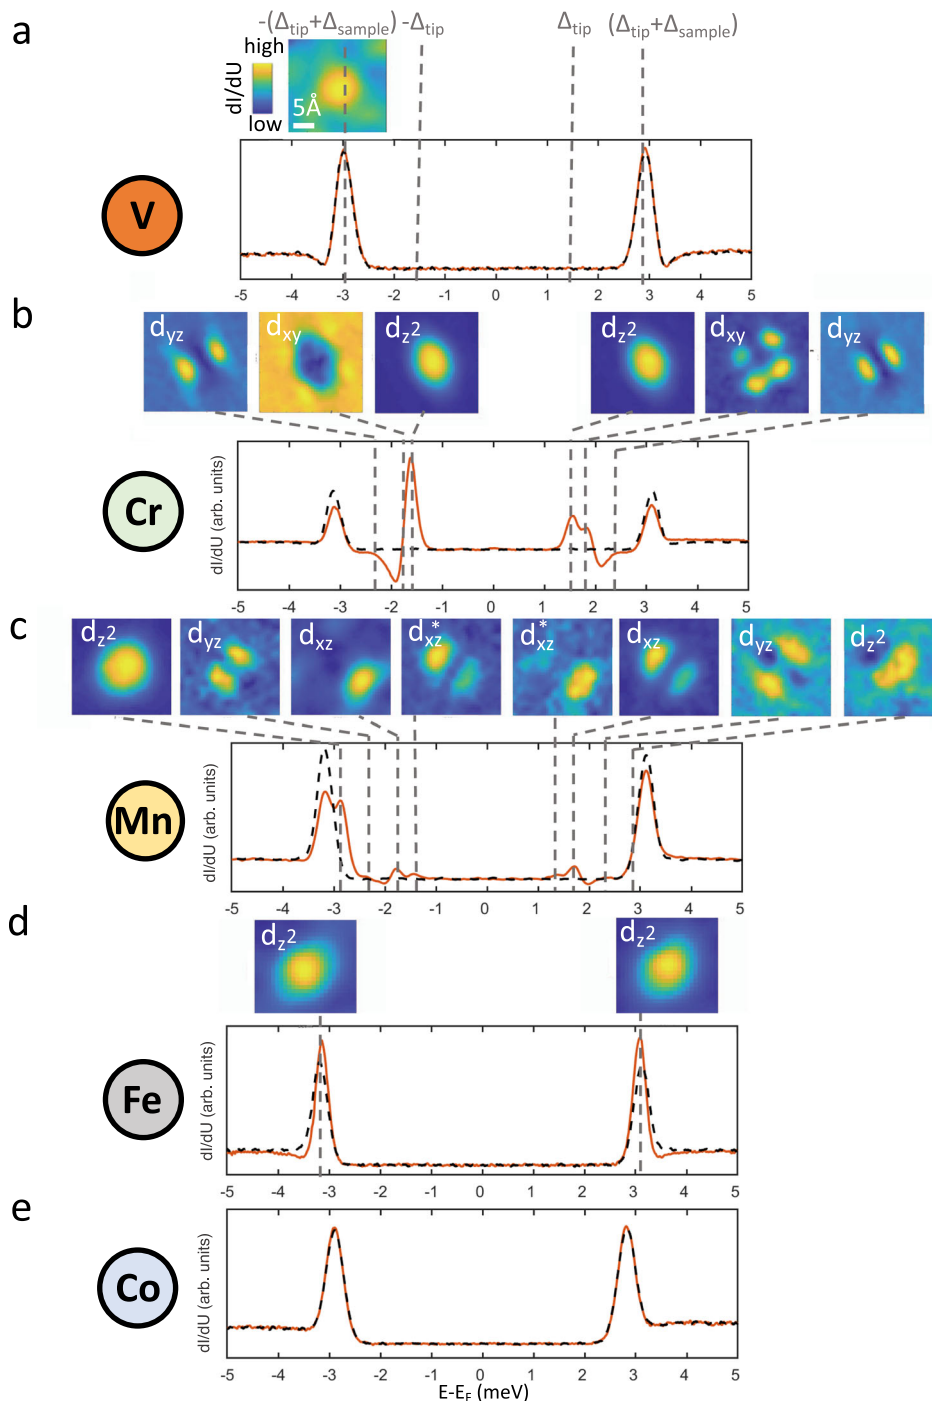 a
-(Δtip+Δsample) -Δtip Δtip (Δtip+Δsample)
high
dI/dU
low
5Å
V
-5 -4 -3 -2 -1 0 1 2 3 4 5
b
dyz dxy dz2 dz2 dxy dyz
Cr
dI/dU (arb. units)
-5 -4 -3 -2 -1 0 1 2 3 4 5
c
dz2 dyz dxz d*xz d*xz dxz dyz dz2
Mn
dI/dU (arb. units)
-5 -4 -3 -2 -1 0 1 2 3 4 5
d
dz2 dz2
Fe
dI/dU (arb. units)
-5 -4 -3 -2 -1 0 1 2 3 4 5
e
Co
dI/dU (arb. units)
-5 -4 -3 -2 -1 0 1 2 3 4 5
E-EF (meV)